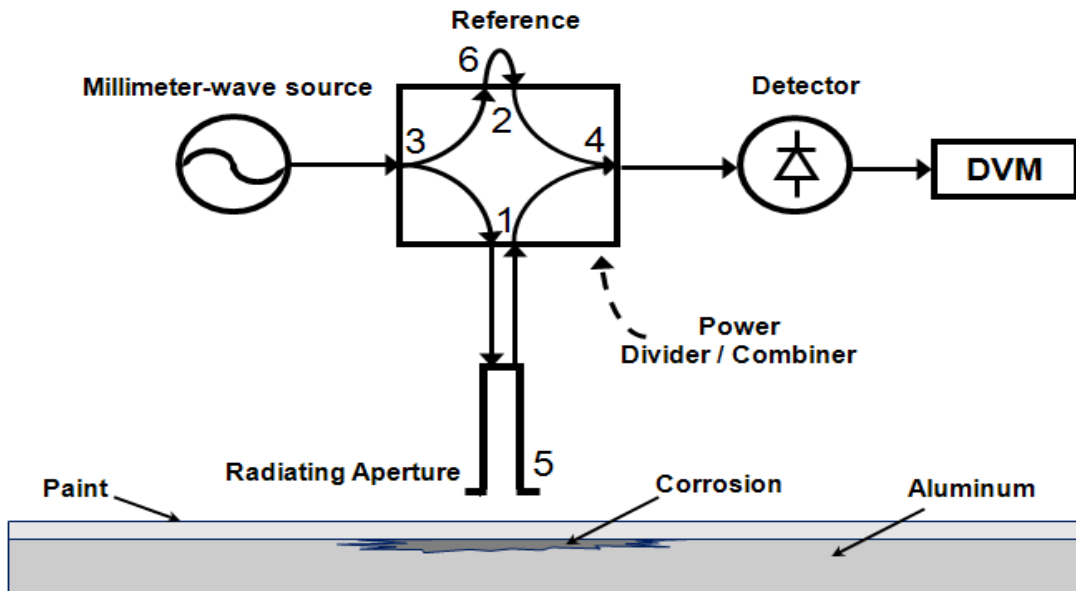 Reference
6
Millimeter-wave source
Detector
2
3
4
DVM
1
Power
Divider / Combiner
Radiating Aperture
5
Paint
Corrosion
Aluminum